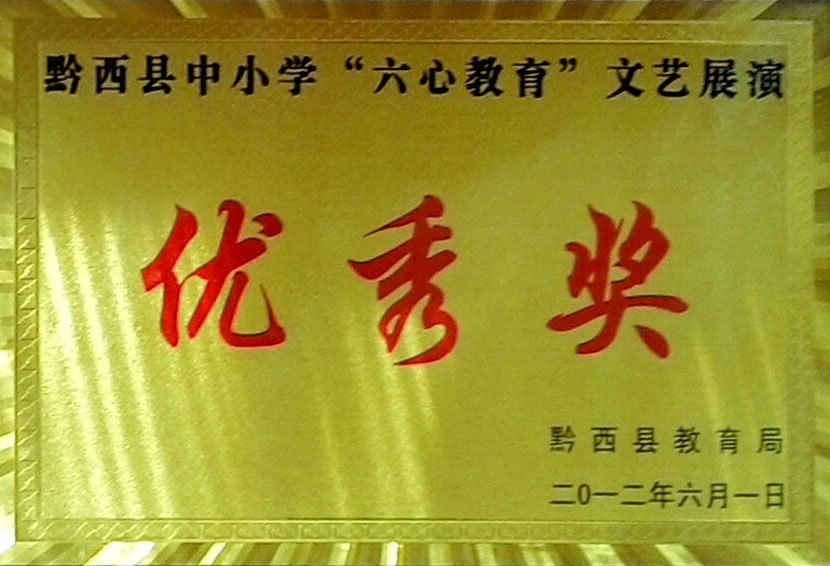 黔西县中小学“六心教育”文艺展演
优秀奖
黔西县教育局
二0一二年六月一日